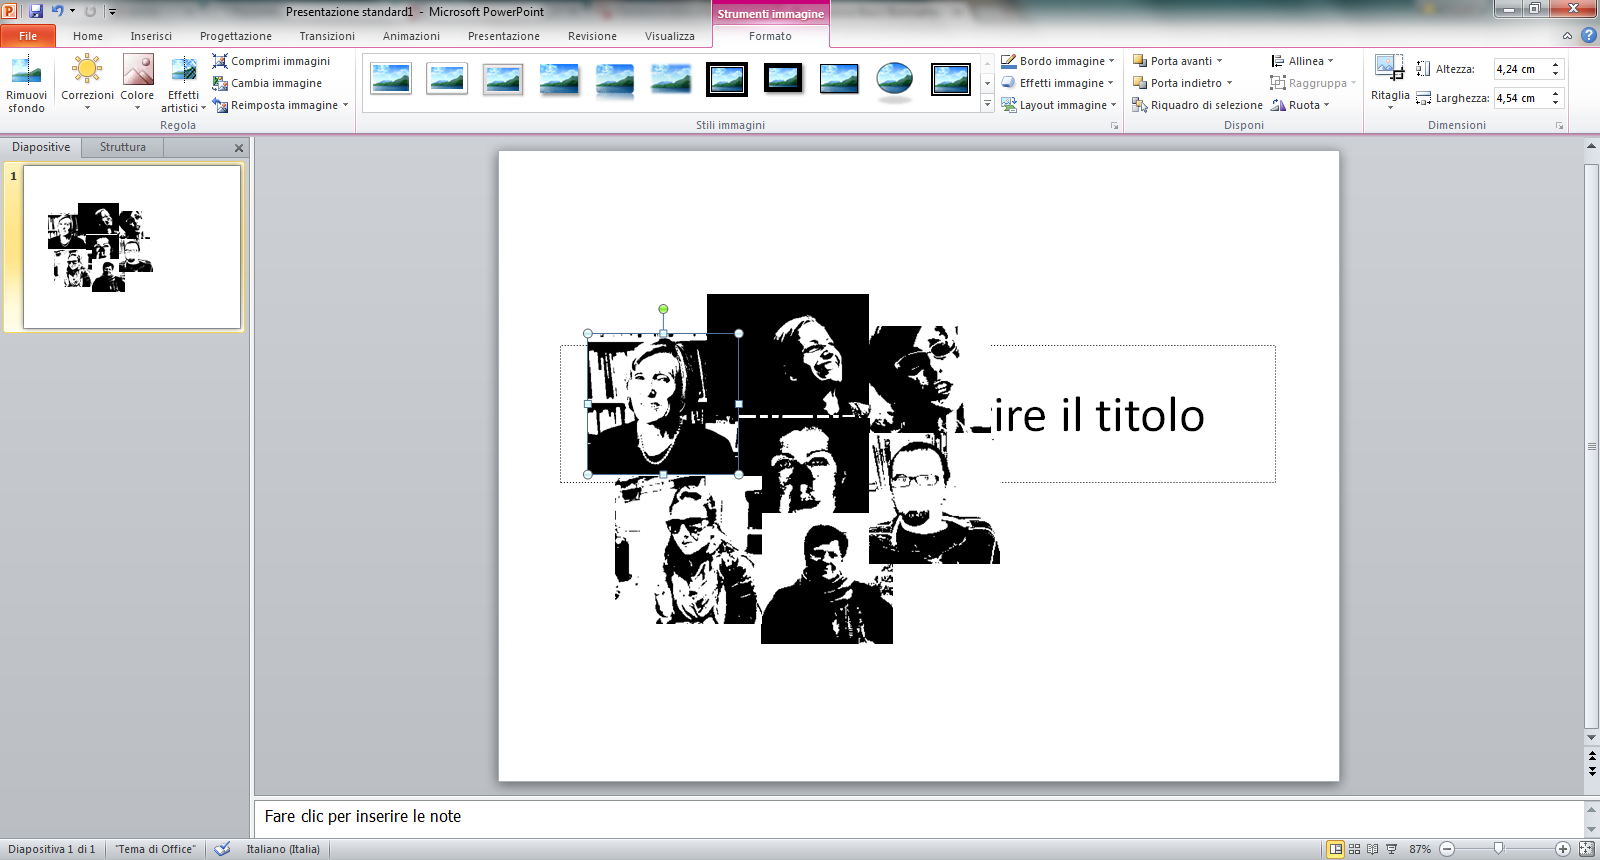 Presentazione standard1 - Microsoft PowerPoint
Strumenti immagine
File Home Inserisci Progettazione Transizioni Animazioni Presentazione Revisione Visualizza Formato
Rimuovi sfondo
Correzioni
Colore
Effetti artistici
Comprimi immagini
Cambia immagine
Reimposta immagine
Regola
Stili immagini
Bordo immagine
Effetti immagine
Layout immagine
Porta avanti
Porta indietro
Riquadro di selezione
Allinea
Raggruppa
Ruota
Disponi
Ritaglia
Altezza: 4,24 cm
Larghezza: 4,54 cm
Dimensioni
Diapositive Struttura
1
ire il titolo
Fare clic per inserire le note
Diapositiva 1 di 1 "Tema di Office" Italiano (Italia) 87%